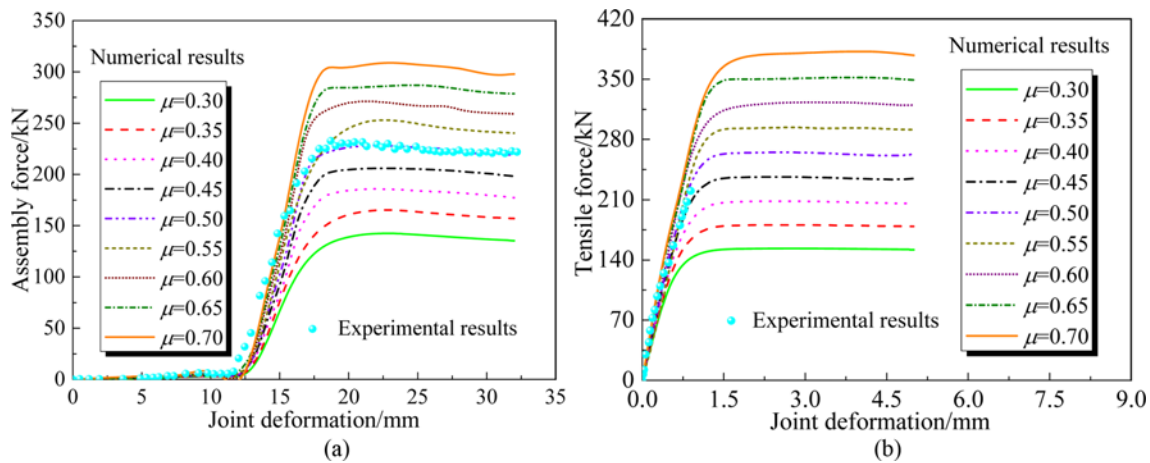 350
300
250
200
150
100
50
0
Assembly force/kN
Numerical results
μ=0.30
μ=0.35
μ=0.40
μ=0.45
μ=0.50
μ=0.55
μ=0.60
μ=0.65
μ=0.70
Experimental results
0 5 10 15 20 25 30 35
Joint deformation/mm
(a)
420
350
280
210
140
70
0
Tensile force/kN
Numerical results
μ=0.30
μ=0.35
μ=0.40
μ=0.45
μ=0.50
μ=0.55
μ=0.60
μ=0.65
μ=0.70
Experimental results
0.0 1.5 3.0 4.5 6.0 7.5 9.0
Joint deformation/mm
(b)